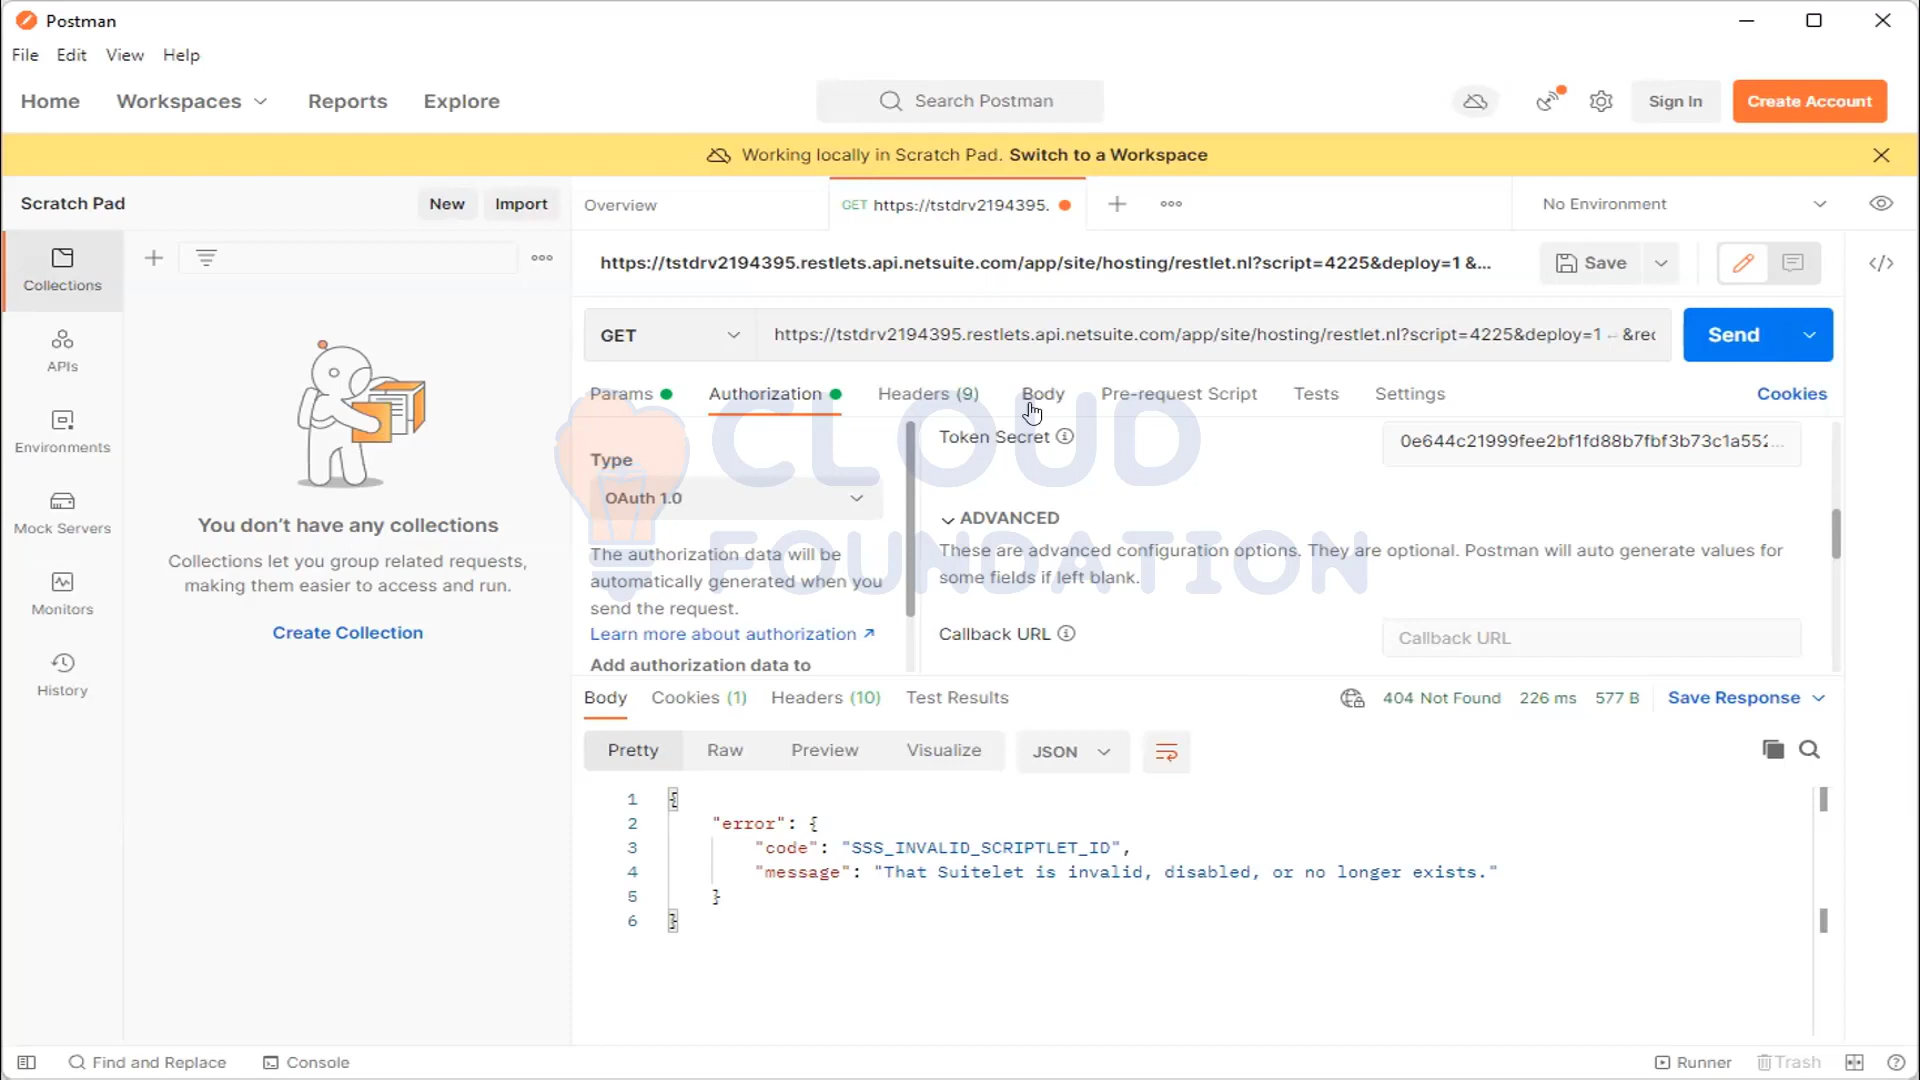 Postman
File Edit View Help
Home Workspaces Reports Explore Search Postman Sign In Create Account
Working locally in Scratch Pad. Switch to a Workspace
Scratch Pad New Import Overview GET https://tstdrv2194395. No Environment
https://tstdrv2194395.restlets.api.netsuite.com/app/site/hosting/restlet.nl?script=4225&deploy=1 &... Save
Collections
GET https://tstdrv2194395.restlets.api.netsuite.com/app/site/hosting/restlet.nl?script=4225&deploy=1 -- &rec Send
APIs
Params Authorization Headers (9) Body Pre-request Script Tests Settings Cookies
CLOUD
FOUNDATION
Token Secret 0e644c21999fee2bf1fd88b7fbf3b73c1a552...
Type
OAuth 1.0
Environments
ADVANCED
These are advanced configuration options. They are optional. Postman will auto generate values for
some fields if left blank.
The authorization data will be
automatically generated when you
send the request.
Learn more about authorization
Callback URL Callback URL
Add authorization data to
Mock Servers
You don't have any collections
Collections let you group related requests,
making them easier to access and run.
Create Collection
Monitors
History
Body Cookies (1) Headers (10) Test Results 404 Not Found 226 ms 577 B Save Response
Pretty Raw Preview Visualize JSON
1 {
2 "error": {
3 "code": "SSS_INVALID_SCRIPTLET_ID",
4 "message": "That Suitelet is invalid, disabled, or no longer exists."
5 }
6 }
Find and Replace Console Runner Trash